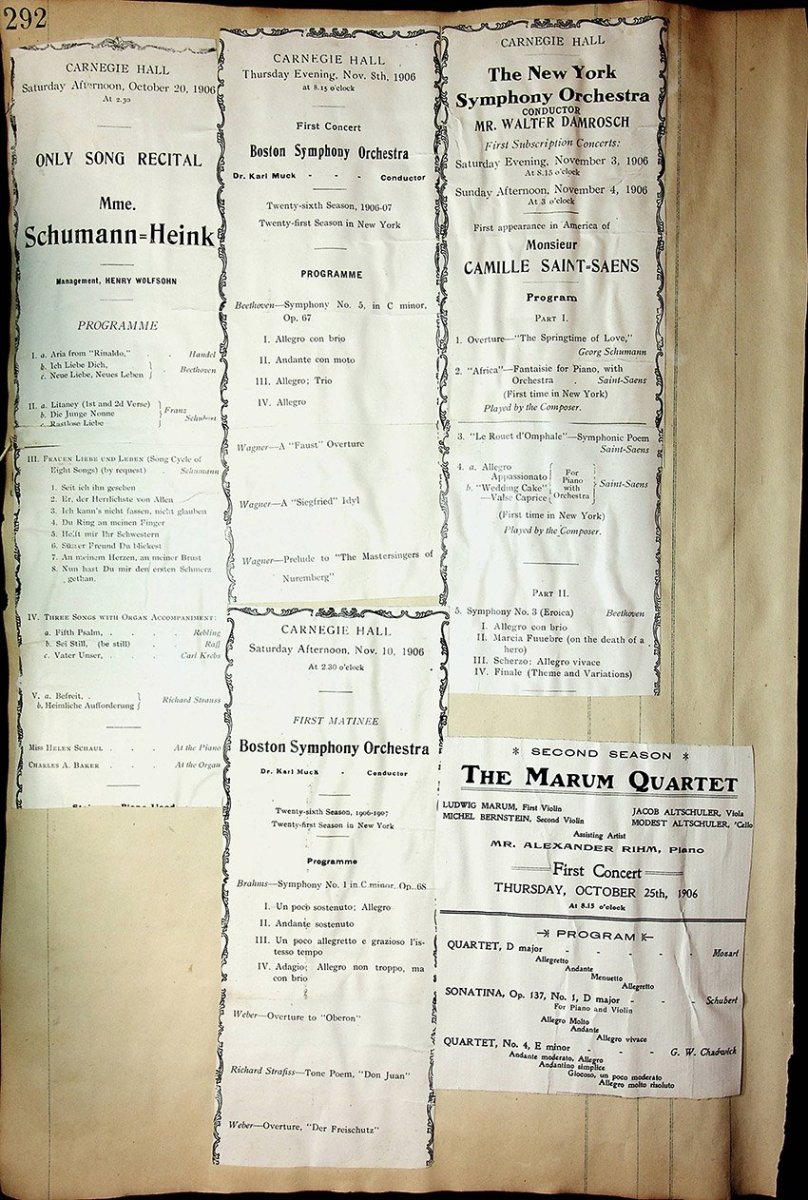 292
CARNEGIE HALL
Saturday Afternoon, October 20, 1906
At 2.30
ONLY SONG RECITAL
Mme.
Schumann=Heink
Management, HENRY WOLFSOHN
PROGRAMME
I. a. Aria from "Rinaldo," . . Handel
b. Ich Liebe Dich,
c. Neue Liebe, Neues Leben } . Beethoven
II. a. Litaney (1st and 2d Verse)
b. Die Junge Nonne
c. Rastlose Liebe } Franz Schubert
III. FRAUEN LIEBE UND LEBEN (Song Cycle of
Eight Songs) (by request) Schumann
1. Seit ich ihn gesehen
2. Er, der Herrlichste von Allen
3. Ich kann's nicht fassen, nicht glauben
4. Du Ring an meinen Finger
5. Helft mir Ihr Schwestern
6. Süzer Freund Du blickest
7. An meinem Herzen, an meiner Brust
8. Nun hast Du mir den ersten Schmerz
gethan.
IV. THREE SONGS WITH ORGAN ACCOMPANIMENT:
a. Fifth Psalm, . . . . Rebling
b. Sei Still, (be still) . . Raff
c. Vater Unser, . . . Carl Krebs
V. a. Befreit, .
b. Heimliche Aufforderung } Richard Strauss
MISS HELEN SCHAUL . . . At the Piano
CHARLES A. BAKER . . . At the Organ
CARNEGIE HALL
Thursday Evening, Nov. 8th, 1906
at 8.15 o'clock
First Concert
Boston Symphony Orchestra
Dr. Karl Muck - - - Conductor
Twenty-sixth Season, 1906-07
Twenty-first Season in New York
PROGRAMME
Beethoven—Symphony No. 5, in C minor,
Op. 67
I. Allegro con brio
II. Andante con moto
III. Allegro; Trio
IV. Allegro
Wagner—A "Faust" Overture
Wagner—A "Siegfried" Idyl
Wagner—Prelude to "The Mastersingers of
Nuremberg"
CARNEGIE HALL
Saturday Afternoon, Nov. 10, 1906
At 2.30 o'clock
FIRST MATINEE
Boston Symphony Orchestra
Dr. Karl Muck - Conductor
Twenty-sixth Season, 1906-1907
Twenty-first Season in New York
Programme
Brahms—Symphony No. 1 in C minor, Op. 68
I. Un poco sostenuto; Allegro
II. Andante sostenuto
III. Un poco allegretto e grazioso l'is-
tesso tempo
IV. Adagio; Allegro non troppo, ma
con brio
Weber—Overture to "Oberon"
Richard Strauss—Tone Poem, "Don Juan"
Weber—Overture, "Der Freischutz"
CARNEGIE HALL
The New York
Symphony Orchestra
CONDUCTOR
MR. WALTER DAMROSCH
First Subscription Concerts:
Saturday Evening, November 3, 1906
At 8.15 o'clock
Sunday Afternoon, November 4, 1906
At 3 o'clock
First appearance in America of
Monsieur
CAMILLE SAINT-SAENS
Program
PART I.
1. Overture—"The Springtime of Love,"
Georg Schumann
2. "Africa"—Fantaisie for Piano, with
Orchestra . Saint-Saens
(First time in New York)
Played by the Composer.
3. "Le Rouet d'Omphale"—Symphonic Poem
Saint-Saens
4. a. Allegro
Appassionato
b. "Wedding Cake"
—Valse Caprice { For Piano with Orchestra } Saint-Saens
(First time in New York)
Played by the Composer.
PART II.
5. Symphony No. 3 (Eroica) Beethoven
I. Allegro con brio
II. Marcia Fuuebre (on the death of a
hero)
III. Scherzo: Allegro vivace
IV. Finale (Theme and Variations)
* SECOND SEASON *
THE MARUM QUARTET
LUDWIG MARUM, First Violin JACOB ALTSCHULER, Viola
MICHEL BERNSTEIN, Second Violin MODEST ALTSCHULER, 'Cello
Assisting Artist
MR. ALEXANDER RIHM, Piano
First Concert
THURSDAY, OCTOBER 25th, 1906
At 8.15 o'clock
PROGRAM
QUARTET, D major - - - - - Mozart
Allegretto
Andante
Menuetto
Allegretto
SONATINA, Op. 137, No. 1, D major - - Schubert
For Piano and Violin
Allegro Molto
Andante
Allegro vivace
QUARTET, No. 4, E minor - - - - G. W. Chadwick
Andante moderato, Allegro
Andantino simplice
Giocoso, un poco moderato
Allegro molto risoluto